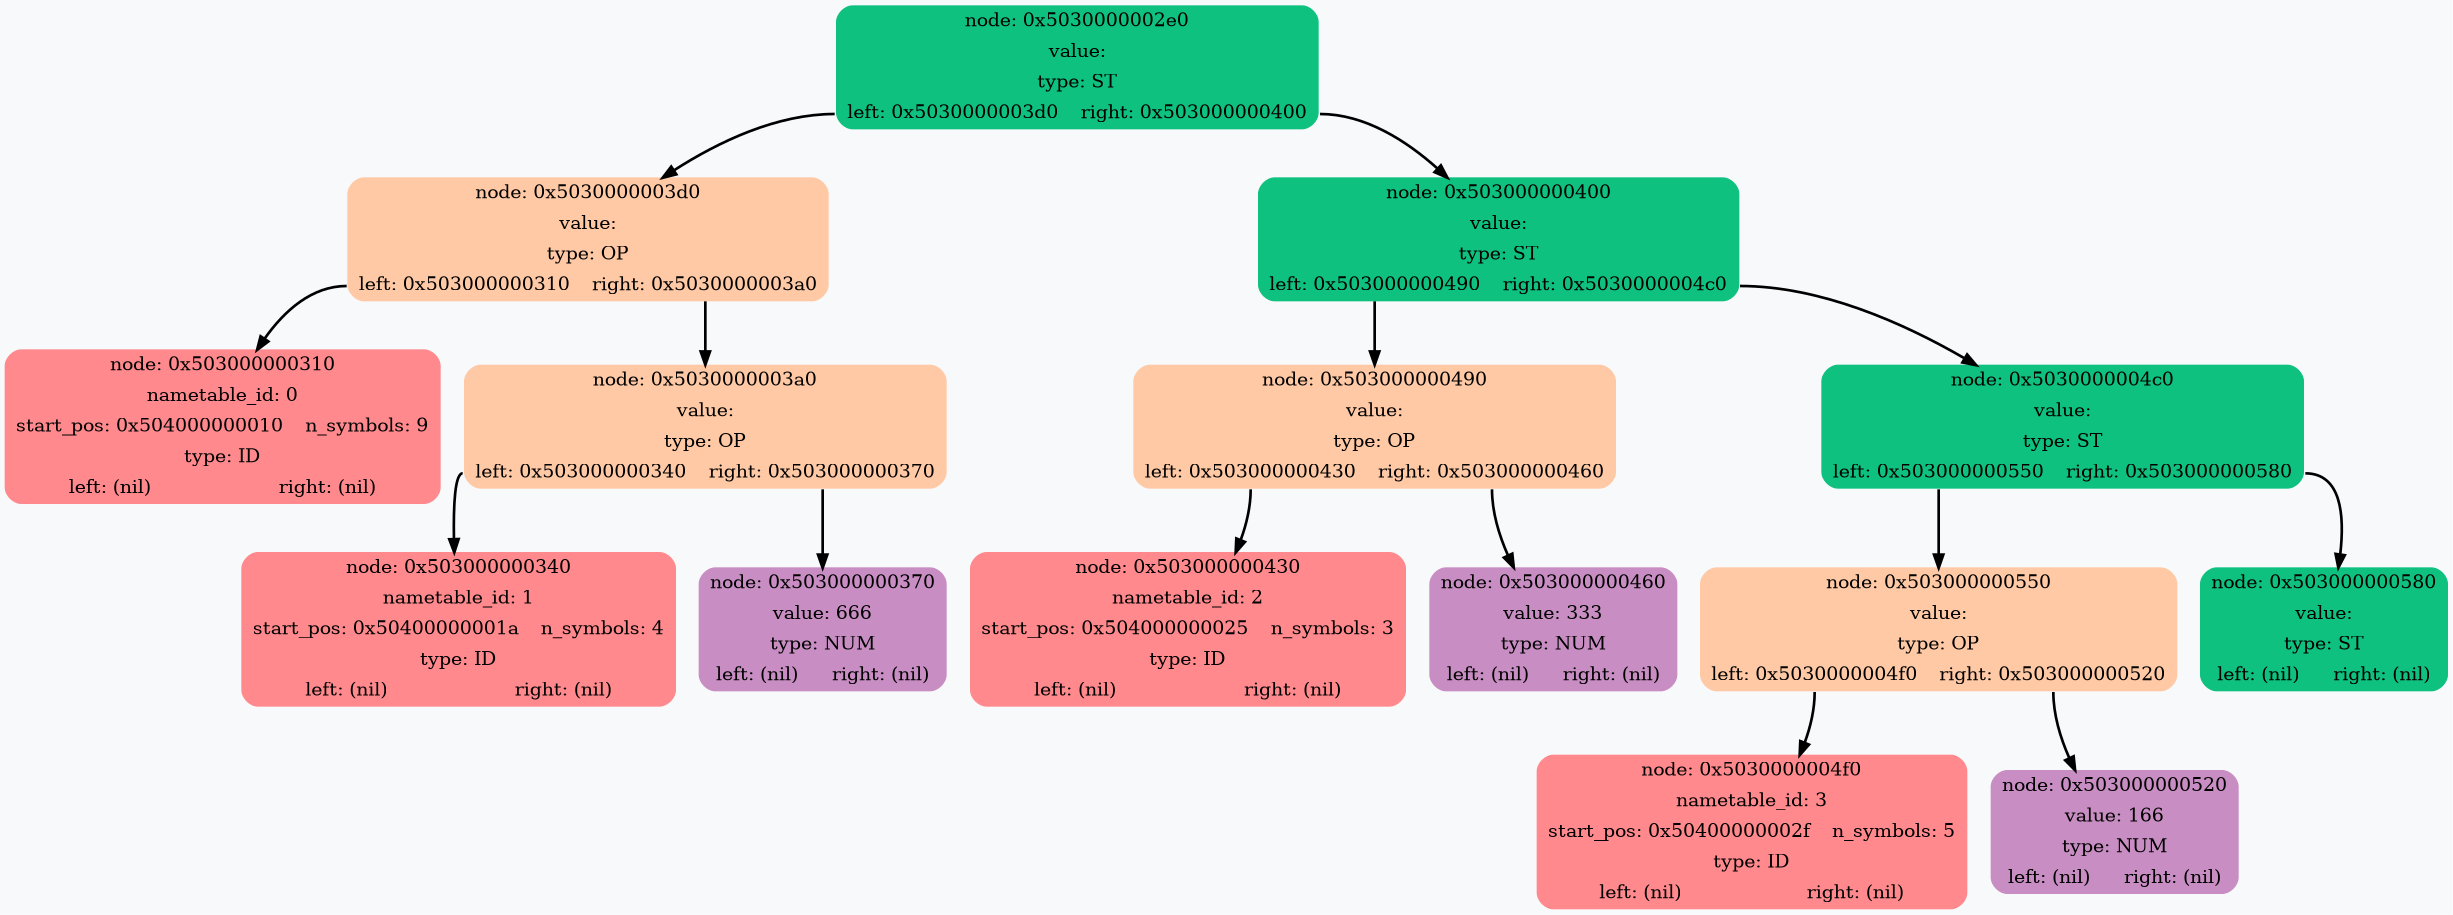 node: 0x5030000002e0
value:
type: ST
left: 0x5030000003d0 right: 0x503000000400
node: 0x5030000003d0
value:
type: OP
left: 0x503000000310 right: 0x5030000003a0
node: 0x503000000400
value:
type: ST
left: 0x503000000490 right: 0x5030000004c0
node: 0x503000000310
nametable_id: 0
start_pos: 0x504000000010 n_symbols: 9
type: ID
left: (nil) right: (nil)
node: 0x5030000003a0
value:
type: OP
left: 0x503000000340 right: 0x503000000370
node: 0x503000000490
value:
type: OP
left: 0x503000000430 right: 0x503000000460
node: 0x5030000004c0
value:
type: ST
left: 0x503000000550 right: 0x503000000580
node: 0x503000000340
nametable_id: 1
start_pos: 0x50400000001a n_symbols: 4
type: ID
left: (nil) right: (nil)
node: 0x503000000370
value: 666
type: NUM
left: (nil) right: (nil)
node: 0x503000000430
nametable_id: 2
start_pos: 0x504000000025 n_symbols: 3
type: ID
left: (nil) right: (nil)
node: 0x503000000460
value: 333
type: NUM
left: (nil) right: (nil)
node: 0x503000000550
value:
type: OP
left: 0x5030000004f0 right: 0x503000000520
node: 0x503000000580
value:
type: ST
left: (nil) right: (nil)
node: 0x5030000004f0
nametable_id: 3
start_pos: 0x50400000002f n_symbols: 5
type: ID
left: (nil) right: (nil)
node: 0x503000000520
value: 166
type: NUM
left: (nil) right: (nil)